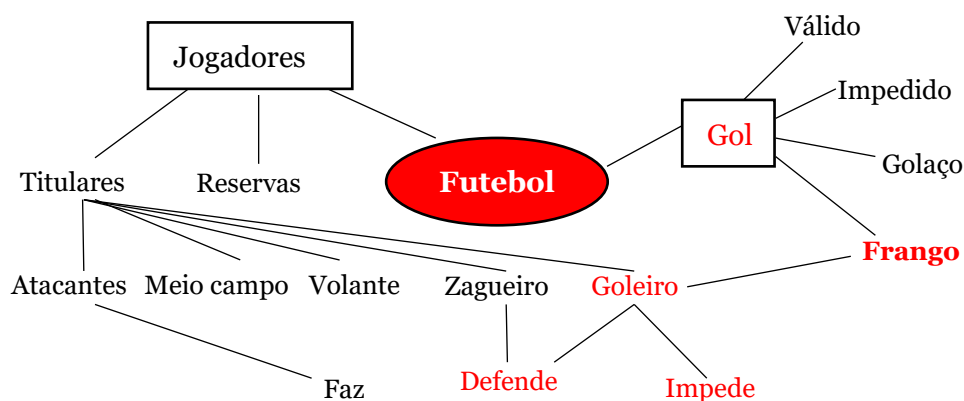 Válido
Jogadores
Impedido
Gol
Golaço
Titulares
Reservas
Futebol
Frango
Atacantes
Meio campo
Volante
Zagueiro
Goleiro
Faz
Defende
Impede